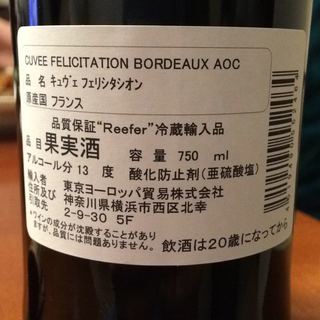 CUVEE FELICITATION BORDEAUX AOC
品 名 キュヴェ フェリシタシオン
原産国 フランス
品質保証“Reefer”冷蔵輸入品
品目 果実酒 容 量 750 ml
アルコール分 13 度 酸化防止剤(亜硫酸塩)
輸入者 東京ヨーロッパ貿易株式会社
住所及び 神奈川県横浜市西区北幸
引取先 2-9-30 5F
*ワインの成分が沈殿することがあり
ますが、品質には問題ありません。
飲酒は20歳になってから